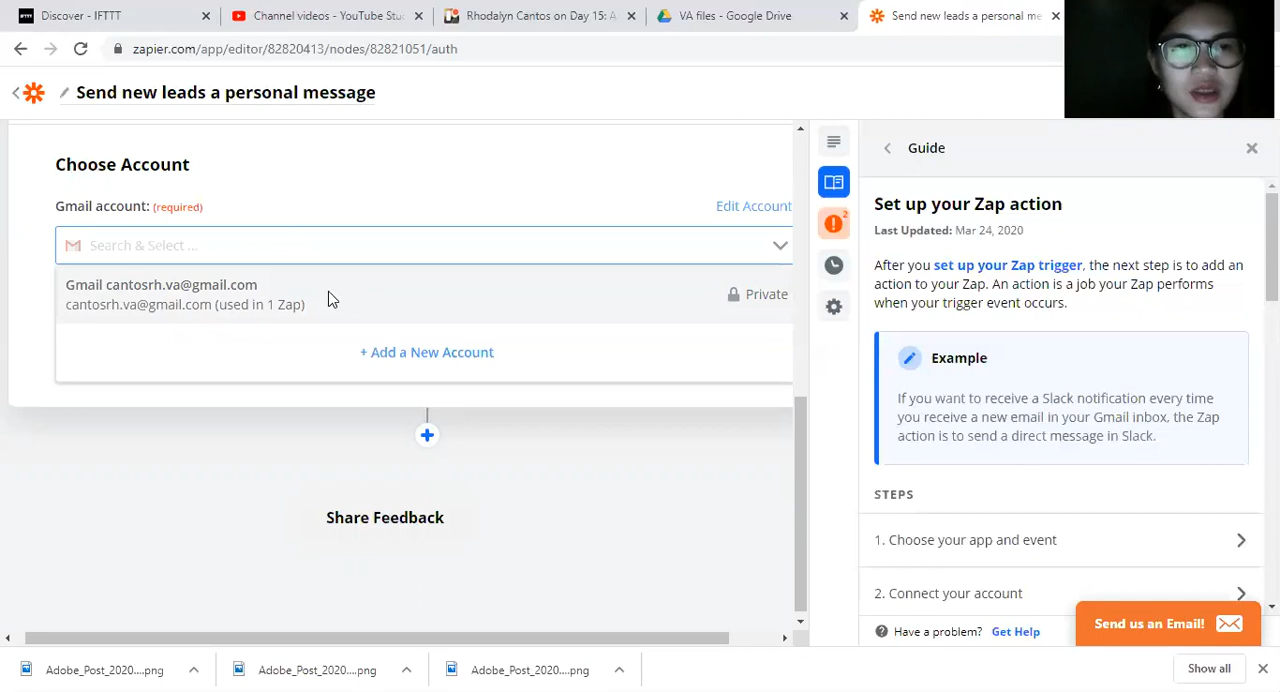 Discover - IFTTT
Channel videos - YouTube Stu
Rhodalyn Cantos on Day 15: A
VA files - Google Drive
Send new leads a personal me
zapier.com/app/editor/82820413/nodes/82821051/auth
Send new leads a personal message
Choose Account
Gmail account: (required)
Edit Account
Search & Select ...
Gmail cantosrh.va@gmail.com
cantosrh.va@gmail.com (used in 1 Zap)
Private
+ Add a New Account
Share Feedback
2
Guide
Set up your Zap action
Last Updated: Mar 24, 2020
After you set up your Zap trigger, the next step is to add an
action to your Zap. An action is a job your Zap performs
when your trigger event occurs.
Example
If you want to receive a Slack notification every time
you receive a new email in your Gmail inbox, the Zap
action is to send a direct message in Slack.
STEPS
1. Choose your app and event
2. Connect your account
Have a problem? Get Help
Send us an Email!
Adobe_Post_2020....png
Adobe_Post_2020....png
Adobe_Post_2020....png
Show all